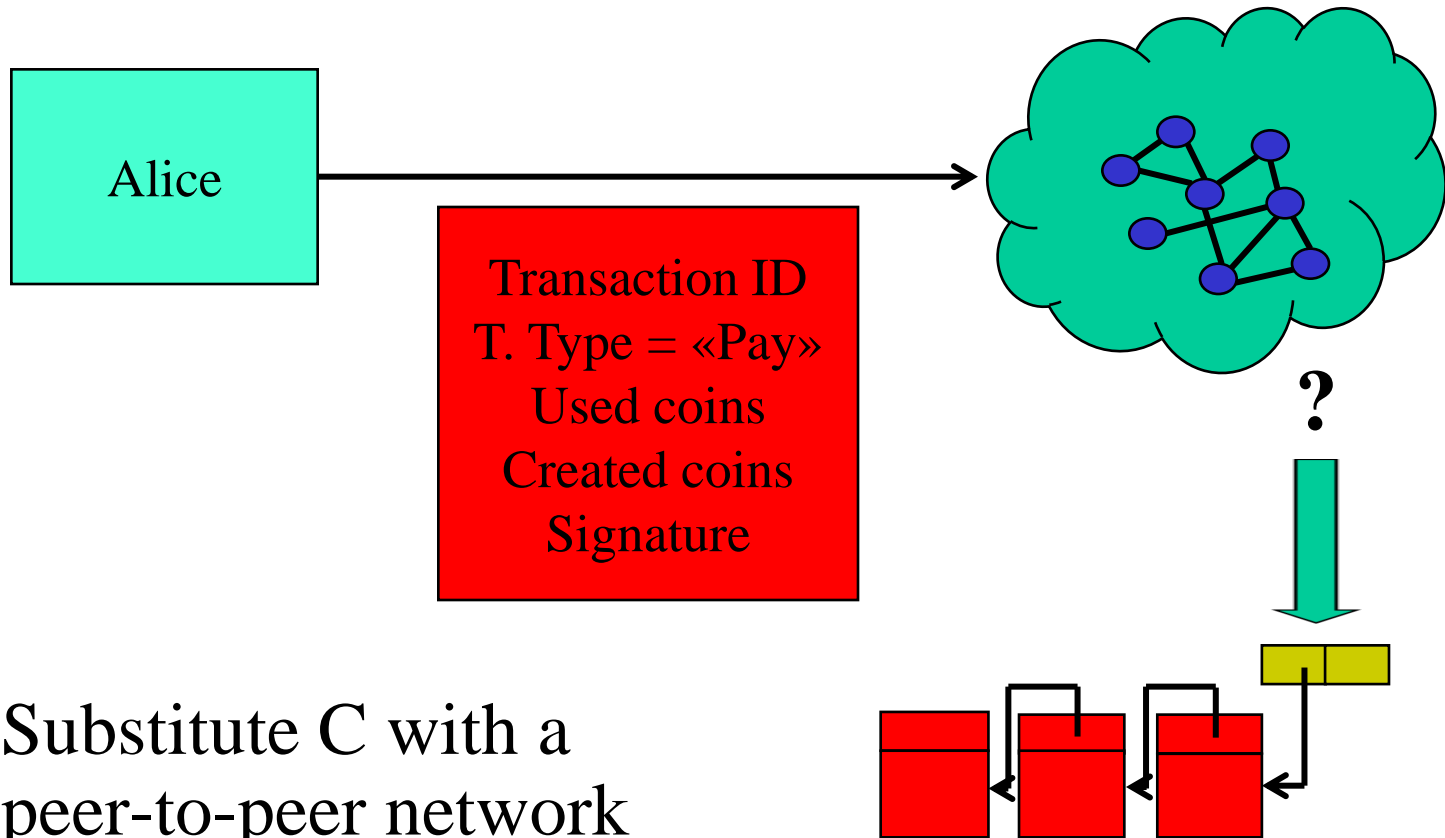 Alice
Transaction ID
T. Type = «Pay»
Used coins
Created coins
Signature
?
Substitute C with a
peer-to-peer network